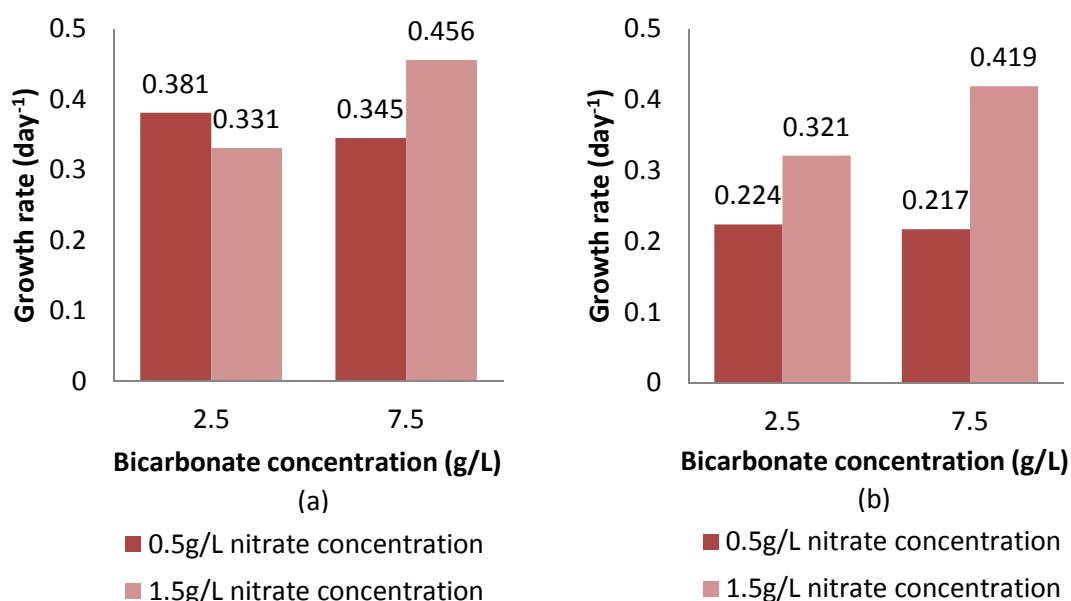 0.5
0.4
0.3
0.2
0.1
0
Growth rate (day⁻¹)
0.381
0.331
0.345
0.456
2.5
7.5
Bicarbonate concentration (g/L)
(a)
0.5g/L nitrate concentration
1.5g/L nitrate concentration
0.5
0.4
0.3
0.2
0.1
0
Growth rate (day⁻¹)
0.224
0.321
0.217
0.419
2.5
7.5
Bicarbonate concentration (g/L)
(b)
0.5g/L nitrate concentration
1.5g/L nitrate concentration